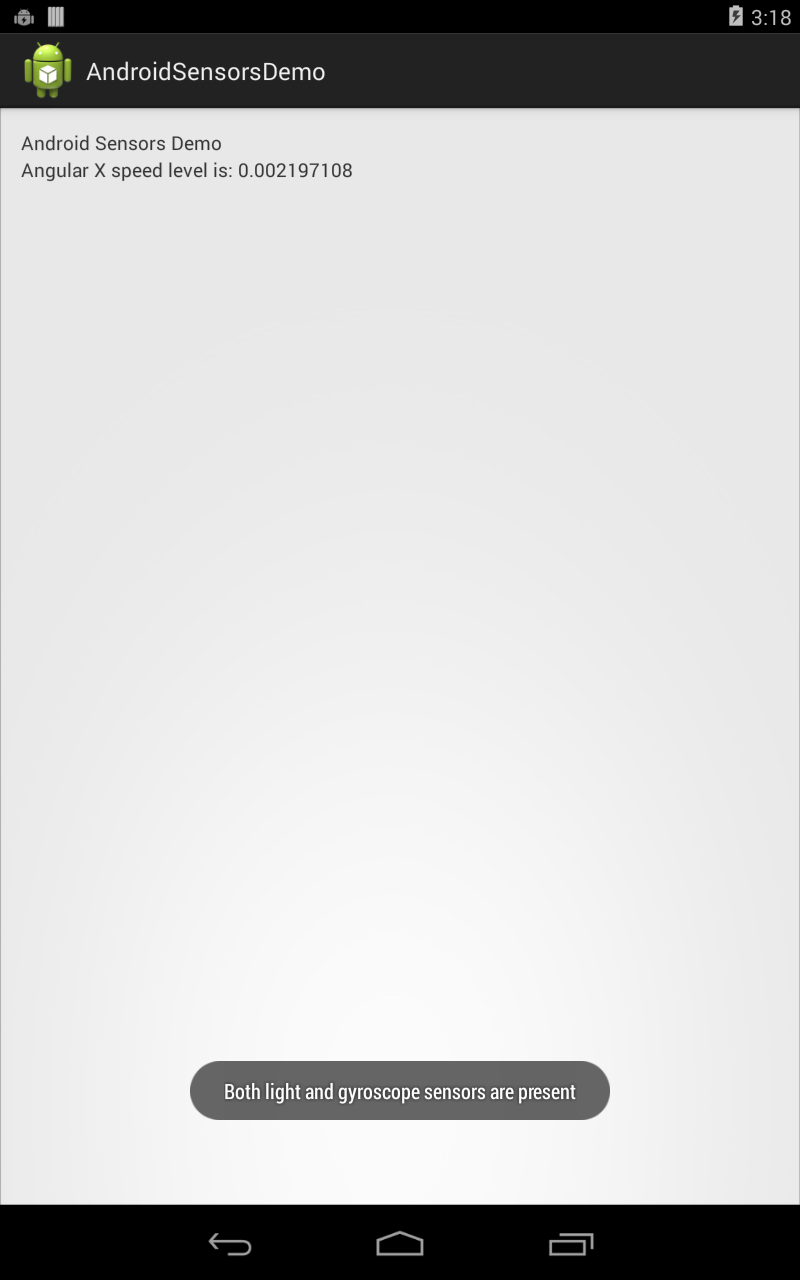 3:18
AndroidSensorsDemo
Android Sensors Demo
Angular X speed level is: 0.002197108
Both light and gyroscope sensors are present